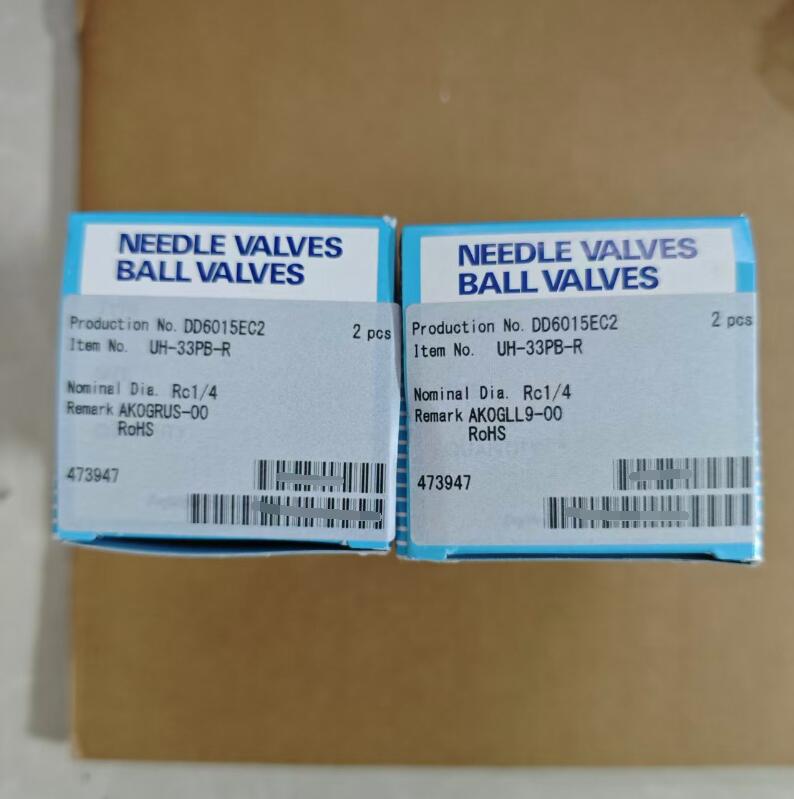 NEEDLE VALVES
BALL VALVES
Production No. DD6015EC2 2 pcs
Item No. UH-33PB-R
Nominal Dia. Rc1/4
Remark AKOGRUS-00
RoHS
473947
NEEDLE VALVES
BALL VALVES
Production No. DD6015EC2 2 pcs
Item No. UH-33PB-R
Nominal Dia. Rc1/4
Remark AKOGLL9-00
RoHS
473947